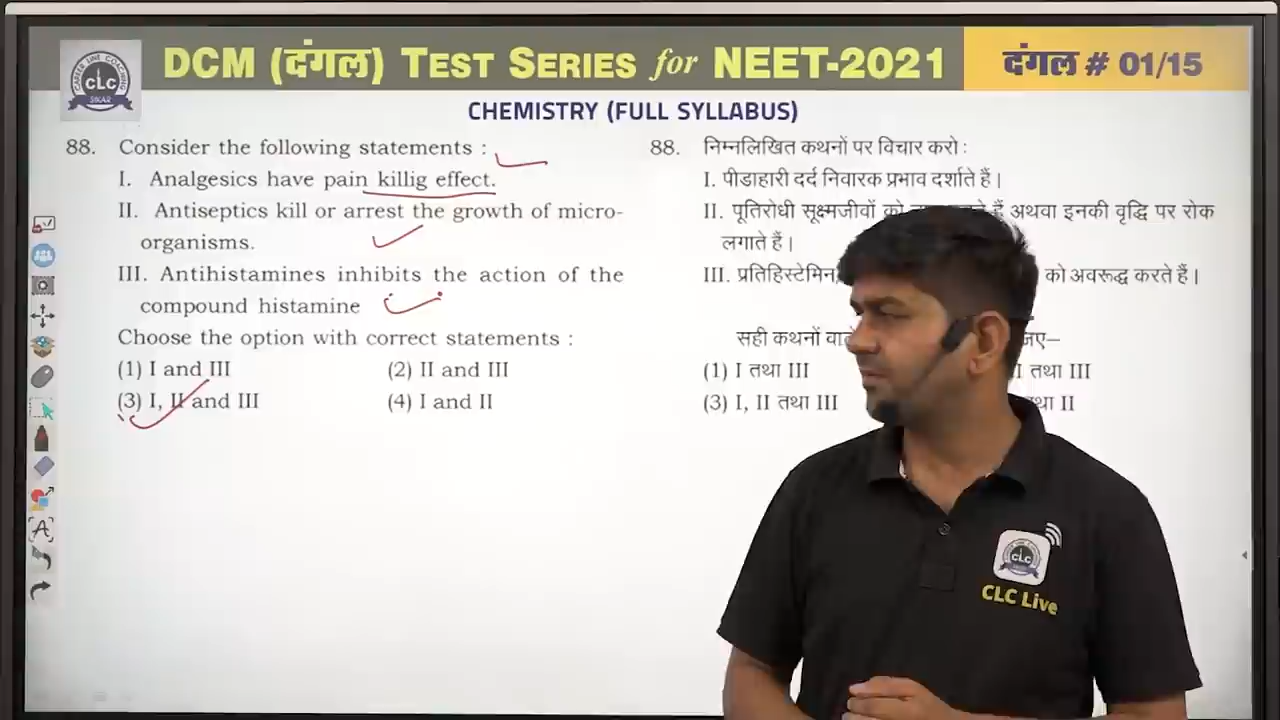 DCM (दंगल) TEST SERIES for NEET-2021
दंगल # 01/15
CAREER LINE COACHING
CLC
SIKAR
CHEMISTRY (FULL SYLLABUS)
88. Consider the following statements :
I. Analgesics have pain killig effect.
II. Antiseptics kill or arrest the growth of micro-
organisms.
III. Antihistamines inhibits the action of the
compound histamine
Choose the option with correct statements :
(1) I and III (2) II and III
(3) I, II and III (4) I and II
88. निम्नलिखित कथनों पर विचार करो :
I. पीडाहारी दर्द निवारक प्रभाव दर्शाते हैं।
II. पूतिरोधी सूक्ष्मजीवों को हैं अथवा इनकी वृद्धि पर रोक
लगाते हैं।
III. प्रतिहिस्टेमिन को अवरूद्ध करते हैं।
सही कथनों
(1) I तथा III I तथा III
(3) I, II तथा III तथा II
CLC
CLC Live